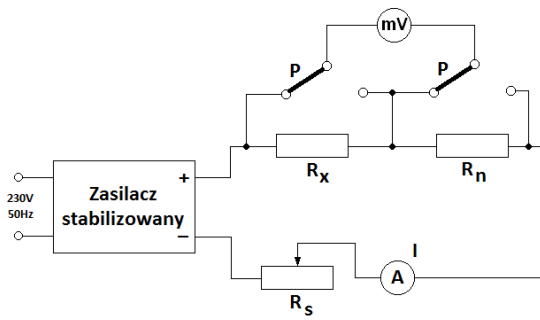 mV
P
P
Rx
Rn
230V
50Hz
Zasilacz
stabilizowany
+
−
I
A
Rs